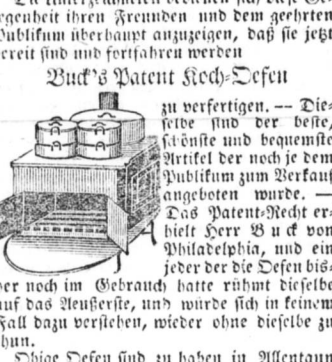 Die Unterzeichneten bedienen sich diese Ge-
legenheit ihren Freunden und dem geehrten
Publikum überhaupt anzuzeigen, daß sie jetzt
bereit sind und fortfahren werden
Buck's Patent Koch-Oefen
zu verfertigen. — Die-
selbe sind der beste,
schönste und bequemste
Artikel der noch je dem
Publikum zum Verkauf
angeboten wurde. —
Das Patent-Recht er-
hielt Herr Buck von
Philadelphia, und ein
jeder der die Oefen bis-
her noch im Gebrauch hatte rühmt dieselbe
auf das Aeußerste, und würde sich in keinem
Fall dazu verstehen, wieder ohne dieselbe zu
thun.
Obige Oefen sind zu haben in Allentaun